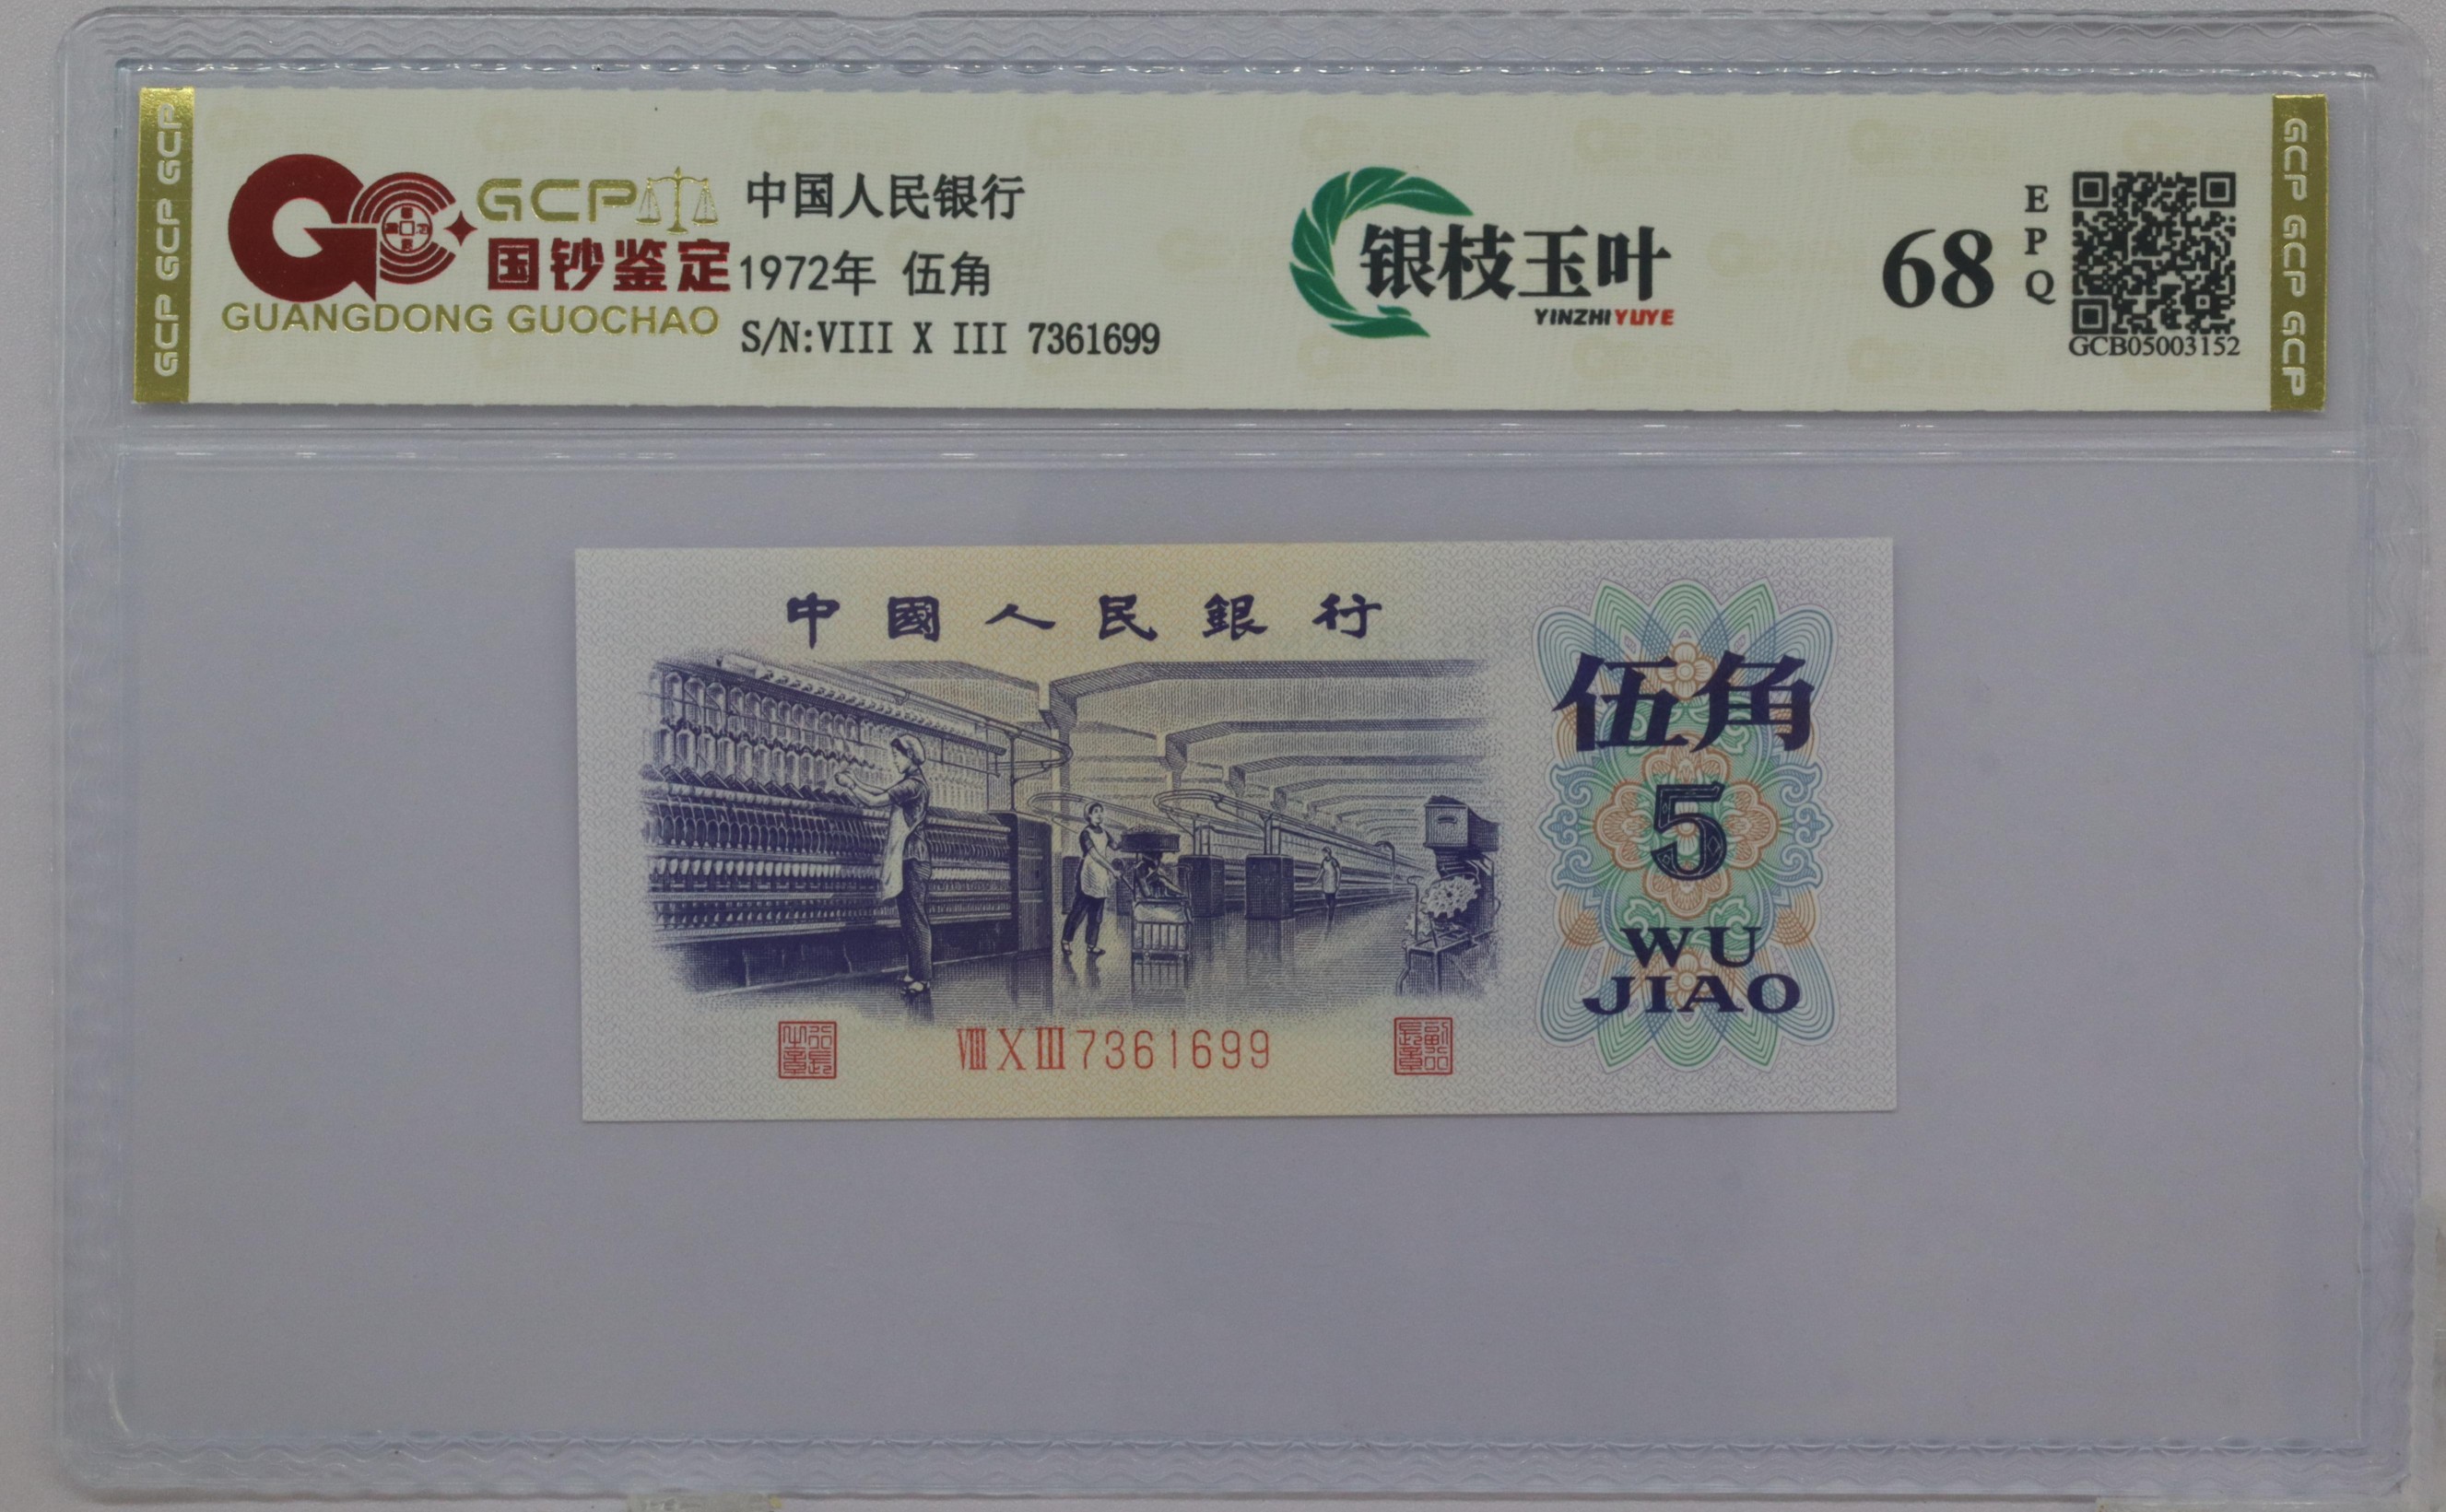 GCP GCP GCP
GCP
国钞鉴定
GUANGDONG GUOCHAO
中国人民银行
1972年 伍角
S/N:VIII X III 7361699
银枝玉叶
YINZHIYUYE
68
EPQ
GCB05003152
GCP GCP GCP
中國人民銀行
伍角
5
WU
JIAO
VIII X III 7361699